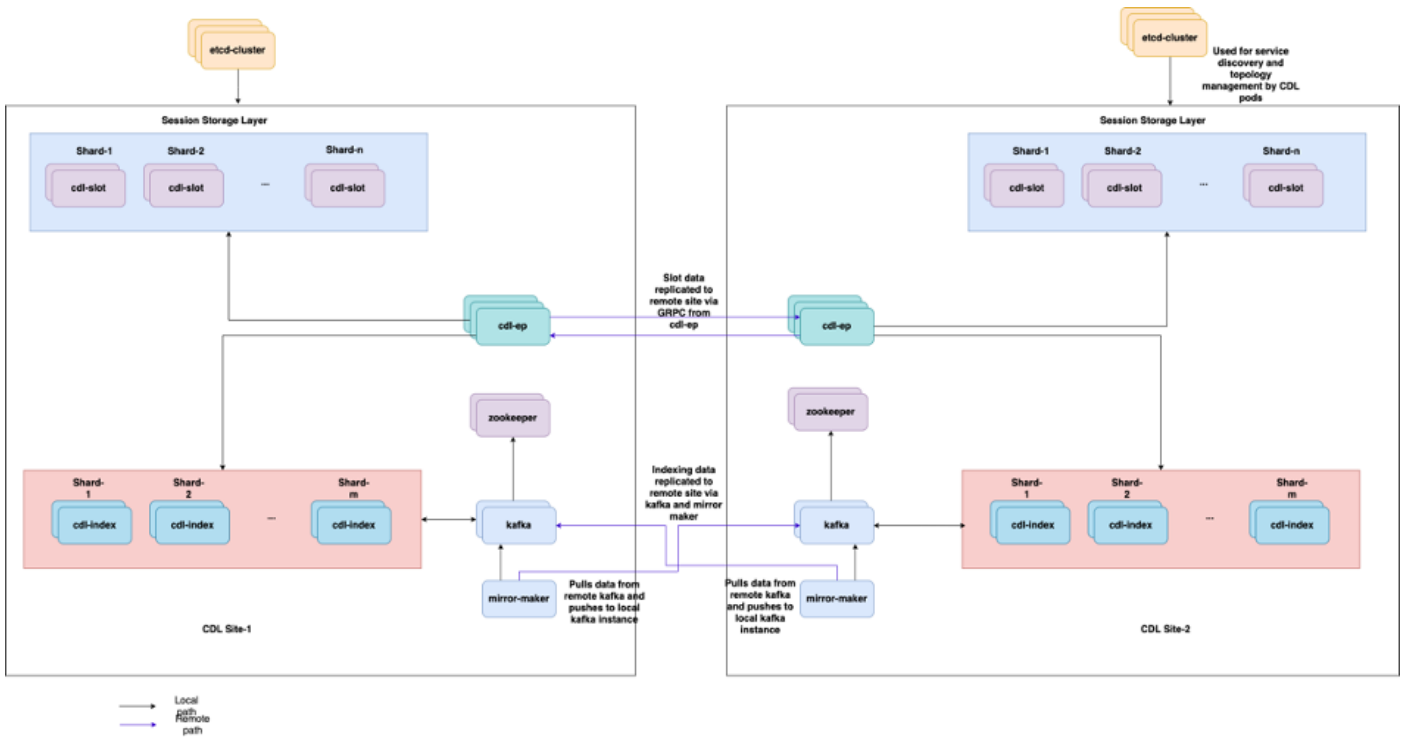 etcd-cluster
etcd-cluster
Used for service
discovery and
topology
management by CDL
pods
Session Storage Layer
Shard-1
Shard-2
Shard-n
cdl-slot
cdl-slot
...
cdl-slot
Session Storage Layer
Shard-1
Shard-2
Shard-n
cdl-slot
cdl-slot
...
cdl-slot
Slot data
replicated to
remote site via
GRPC from
cdl-ep
cdl-ep
cdl-ep
zookeeper
zookeeper
Shard-
1
Shard-
2
Shard-
m
cdl-index
cdl-index
...
cdl-index
kafka
Indexing data
replicated to
remote site via
kafka and mirror
maker
kafka
Shard-
1
Shard-
2
Shard-
m
cdl-index
cdl-index
...
cdl-index
mirror-maker
Pulls data from
remote kafka and
pushes to local
kafka instance
Pulls data from
remote kafka
and pushes to
local kafka
instance
mirror-maker
CDL Site-1
CDL Site-2
Local
path
Remote
path